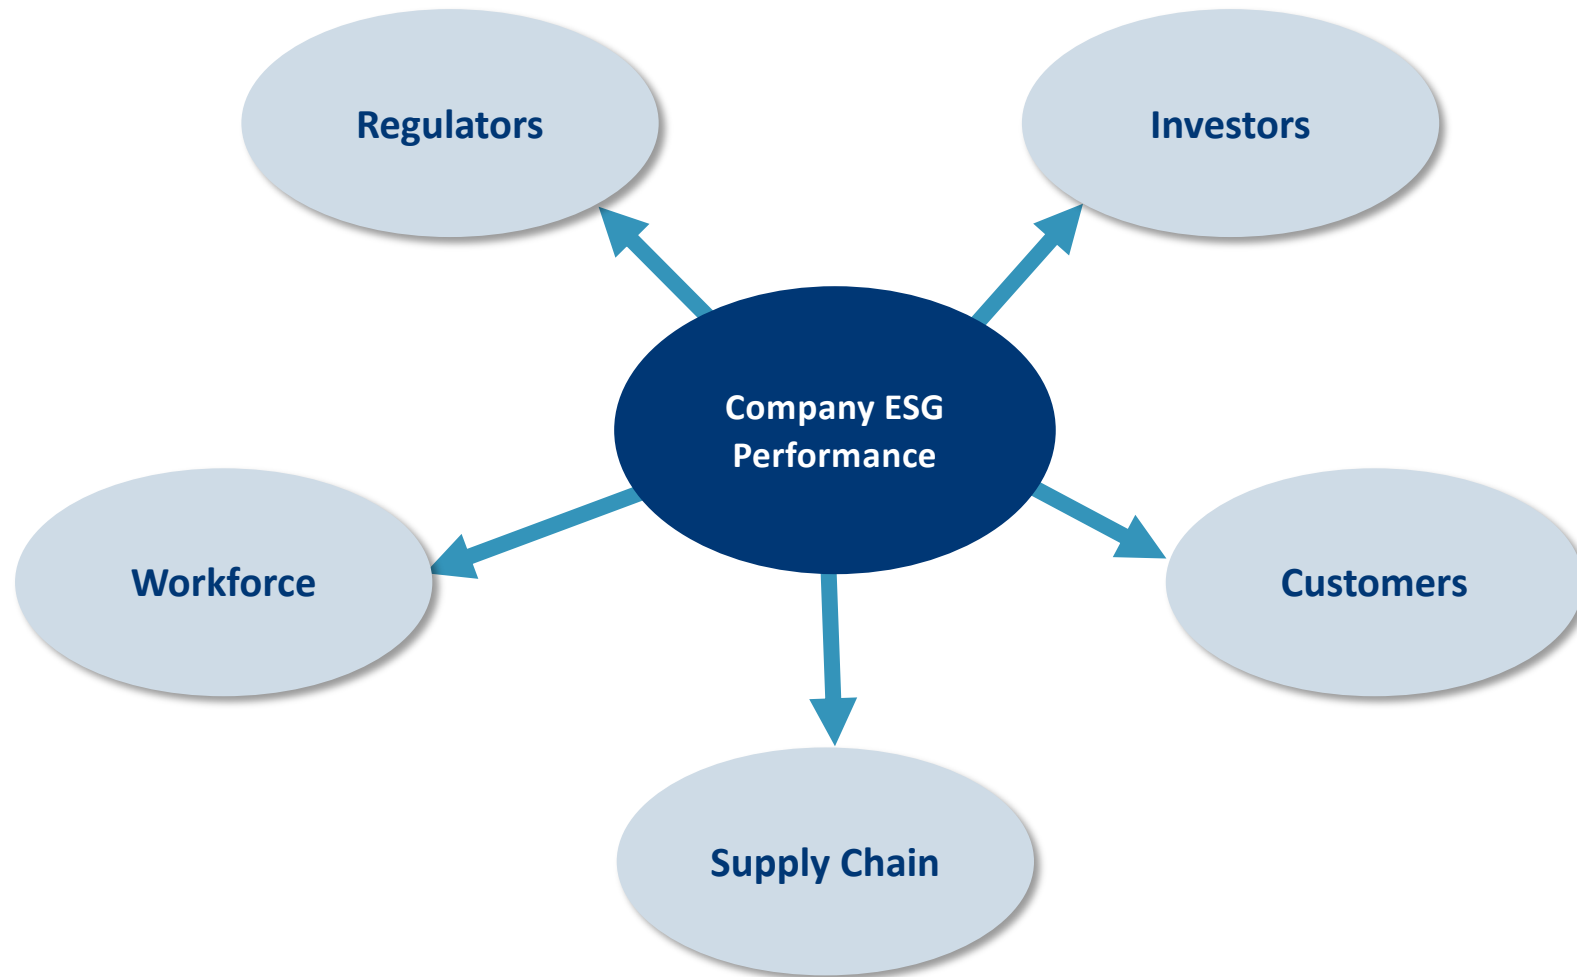 Regulators
Investors
Company ESG
Performance
Workforce
Customers
Supply Chain